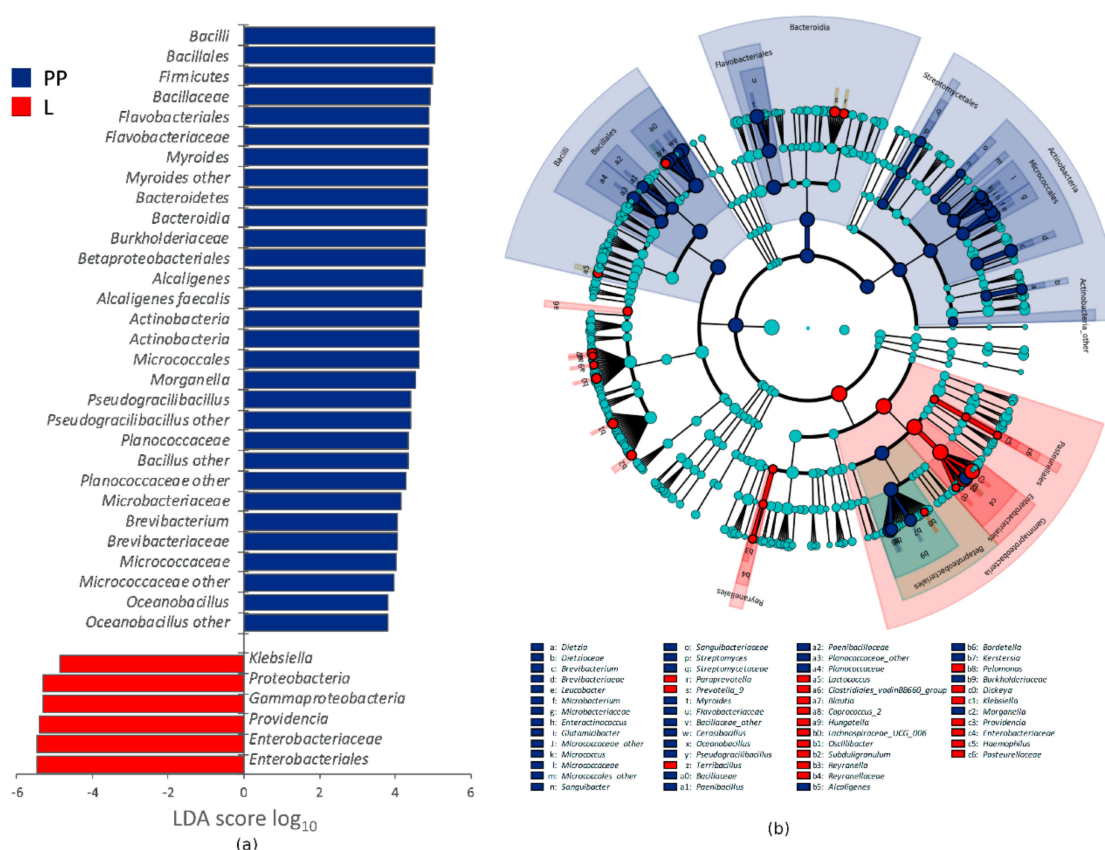 PP
L
Bacilli
Bacillales
Firmicutes
Bacillaceae
Flavobacteriales
Flavobacteriaceae
Myroides
Myroides other
Bacteroidetes
Bacteroidia
Burkholderiaceae
Betaproteobacteriales
Alcaligenes
Alcaligenes faecalis
Actinobacteria
Actinobacteria
Micrococcales
Morganella
Pseudogracilibacillus
Pseudogracilibacillus other
Planococcaceae
Bacillus other
Planococcaceae other
Microbacteriaceae
Brevibacterium
Brevibacteriaceae
Micrococcaceae
Micrococcaceae other
Oceanobacillus
Oceanobacillus other
Klebsiella
Proteobacteria
Gammaproteobacteria
Providencia
Enterobacteriaceae
Enterobacteriales
-6 -4 -2 0 2 4 6
LDA score log10
(a)
Bacteroidia
Flavobacteriales
Streptomycetales
Bacilli
Bacillales
Actinobacteria
Micrococcales
Actinobacteria_other
Pasteurellales
Enterobacteriales
Gammaproteobacteria
Betaproteobacteriales
Reyranellales
a: Dietzio
b: Dietziaceae
c: Brevibacterium
d: Brevibacteriaceae
e: Leucobacter
f: Microbacterium
g: Microbacteriaceae
h: Enteractinococcus
i: Glutamicibacter
J: Micrococcaceae_other
k: Micrococcus
l: Micrococcaceae
m: Micrococcales_other
n: Sanguibacter
o: Sanguibacteriaceae
p: Streptomyces
q: Streptomycetaceae
r: Paraprevotella
s: Prevotella_9
t: Myroides
u: Flavobacteriaceae
v: Bacillaceae_other
w: Cerasibacillus
x: Oceanobacillus
y: Pseudogracilibacillus
z: Terribacillus
a0: Bacillaceae
a1: Paenibacillus
a2: Paenibacillaceae
a3: Planococcaceae_other
a4: Planococcaceae
a5: Lactococcus
a6: Clostridiales_vadinBB660_group
a7: Blautia
a8: Coprococcus_2
a9: Hungatella
b0: Lachnospiraceae_UCG_006
b1: Oscillibacter
b2: Subduligranulum
b3: Reyranella
b4: Reyranellaceae
b5: Alcaligenes
b6: Bordetella
b7: Kerstersia
b8: Pelomonas
b9: Burkholderiaceae
c0: Dickeya
c1: Klebsiella
c2: Morganella
c3: Providencia
c4: Enterobacteriaceae
c5: Haemophilus
c6: Pasteurellaceae
(b)